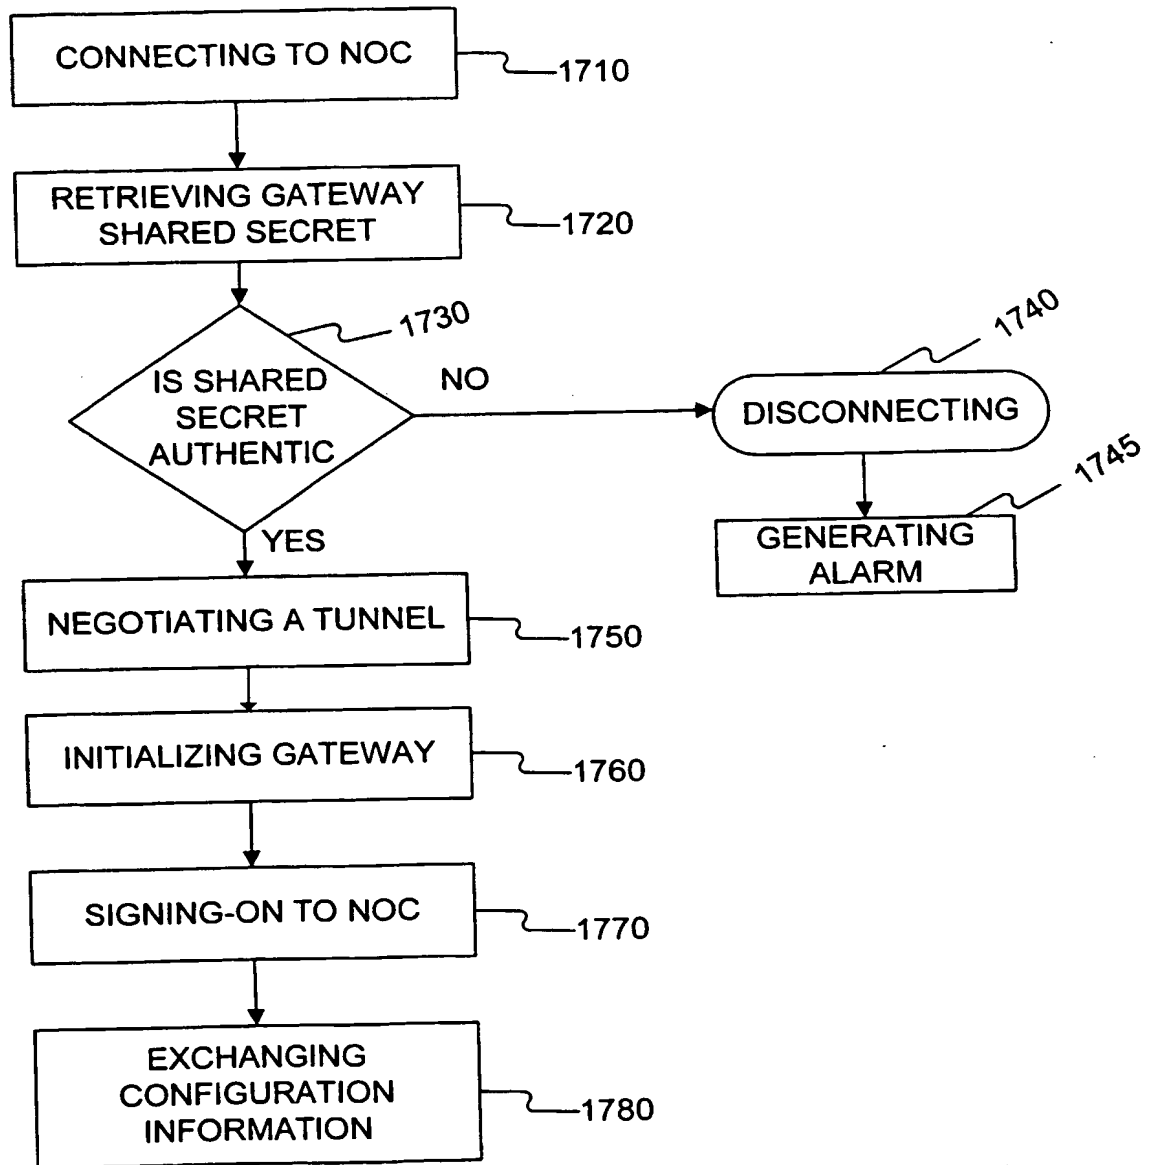 CONNECTING TO NOC
1710
RETRIEVING GATEWAY
SHARED SECRET
1720
1730
IS SHARED
SECRET
AUTHENTIC
NO
1740
DISCONNECTING
1745
GENERATING
ALARM
YES
NEGOTIATING A TUNNEL
1750
INITIALIZING GATEWAY
1760
SIGNING-ON TO NOC
1770
EXCHANGING
CONFIGURATION
INFORMATION
1780